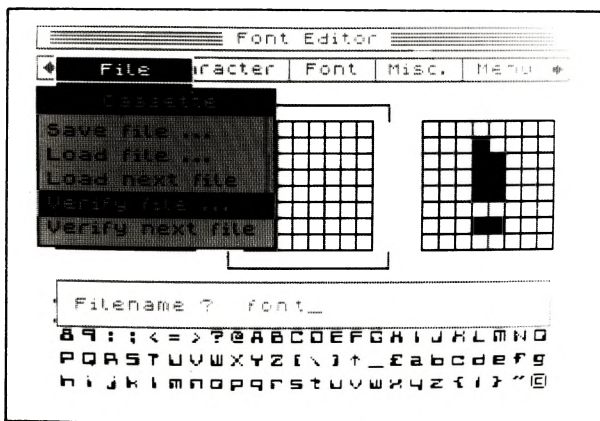 Font Editor
File racter Font Misc. Menu
Cassette
Save file ...
Load file ...
Load next file
Verify file ...
Verify next file
Filename ? font_
89:;<=>?@ABCDEFGHIJKLMNO
PQRSTUVWXYZ[\]↑_£abcdefg
hijklmnopqrstuvwxyz{|}~©